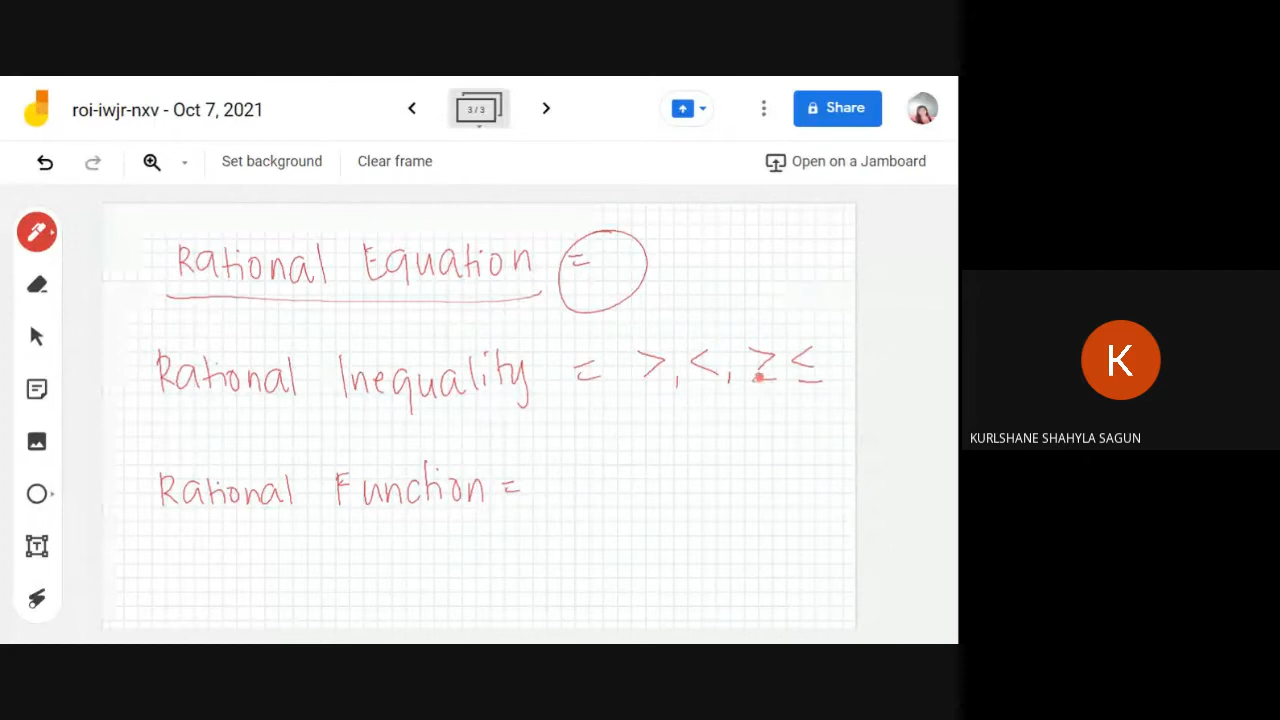 roi-iwjr-nxv - Oct 7, 2021
3 / 3
Share
Set background
Clear frame
Open on a Jamboard
Rational Equation =
Rational Inequality = >, <, ≥ ≤
Rational Function =
T
K
KURLSHANE SHAHYLA SAGUN